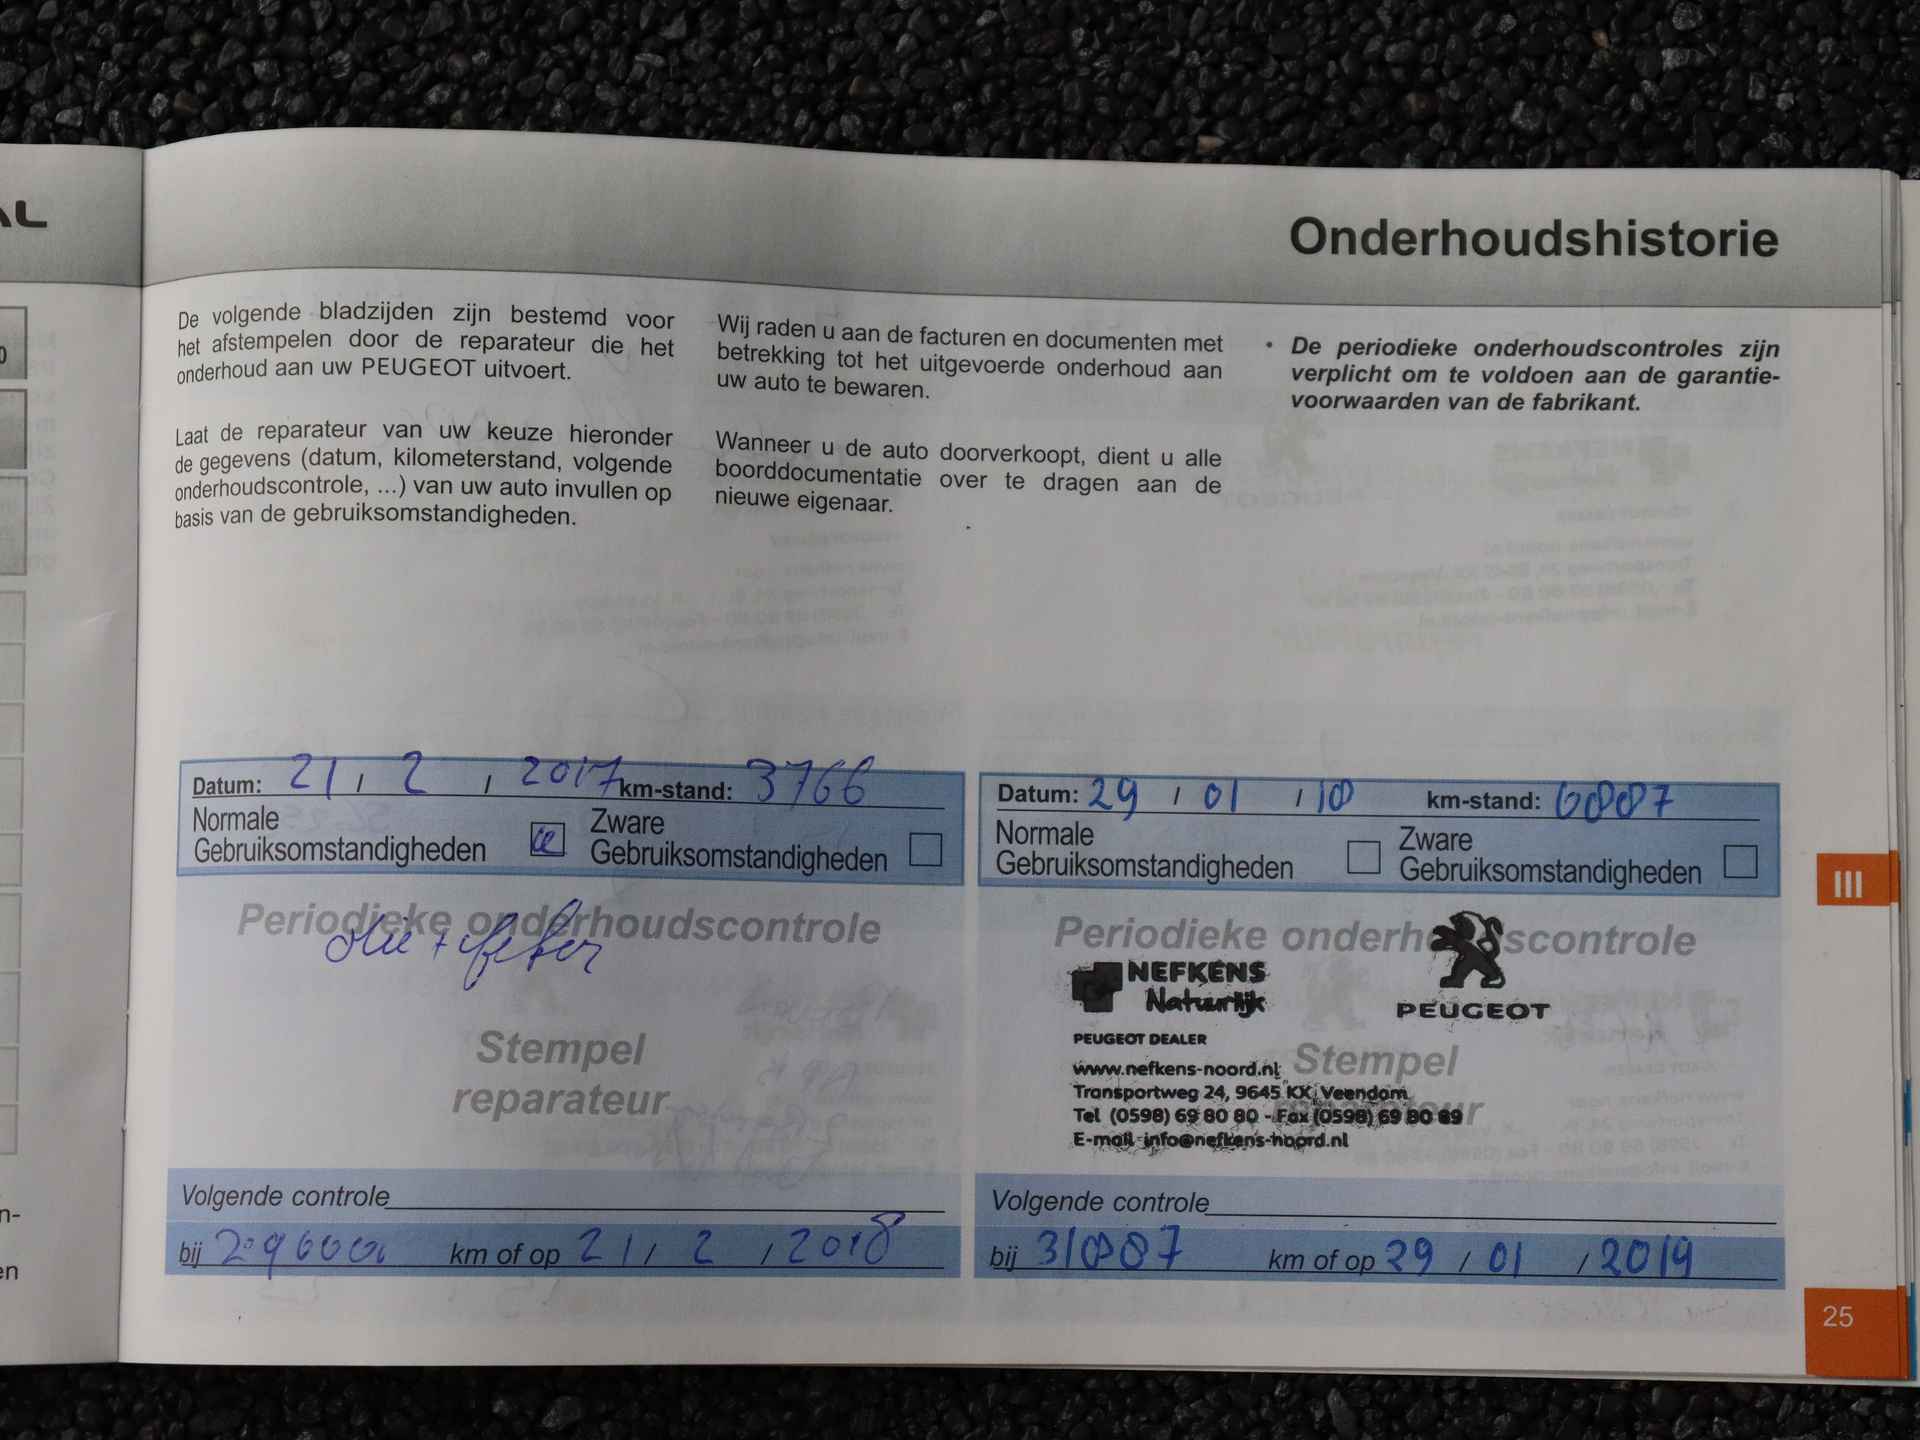 AL
Onderhoudshistorie
De volgende bladzijden zijn bestemd voor
het afstempelen door de reparateur die het
onderhoud aan uw PEUGEOT uitvoert.
Laat de reparateur van uw keuze hieronder
de gegevens (datum, kilometerstand, volgende
onderhoudscontrole, ...) van uw auto invullen op
basis van de gebruiksomstandigheden.
Wij raden u aan de facturen en documenten met
betrekking tot het uitgevoerde onderhoud aan
uw auto te bewaren.
Wanneer u de auto doorverkoopt, dient u alle
boorddocumentatie over te dragen aan de
nieuwe eigenaar.
• De periodieke onderhoudscontroles zijn
verplicht om te voldoen aan de garantie-
voorwaarden van de fabrikant.
Datum: 21 / 2 / 2017 km-stand: 3766
Normale
Gebruiksomstandigheden
Zware
Gebruiksomstandigheden
Periodieke onderhoudscontrole
olie +
Stempel
reparateur
Volgende controle
bij km of op 21 / 2 / 2018
Datum: 29 / 01 / 18 km-stand: 6887
Normale
Gebruiksomstandigheden
Zware
Gebruiksomstandigheden
Periodieke onderhoudscontrole
NEFKENS
Natuurlijk
PEUGEOT
PEUGEOT DEALER
Stempel
reparateur
www.nefkens-noord.nl
Transportweg 24, 9645 KX Veendam
Tel (0598) 69 80 80 - Fax (0598) 69 80 89
E-mail info@nefkens-noord.nl
Volgende controle
bij 31887 km of op 29 / 01 / 2019
III
25